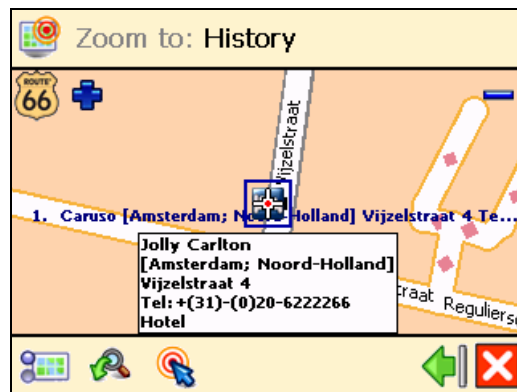 Zoom to: History
ROUTE
66
Vijzelstraat
1. Caruso [Amsterdam; Noord-Holland] Vijzelstraat 4 Te...
Jolly Carlton
[Amsterdam; Noord-Holland]
Vijzelstraat 4
Tel:+(31)-(0)20-6222266
Hotel
raat Reguliers